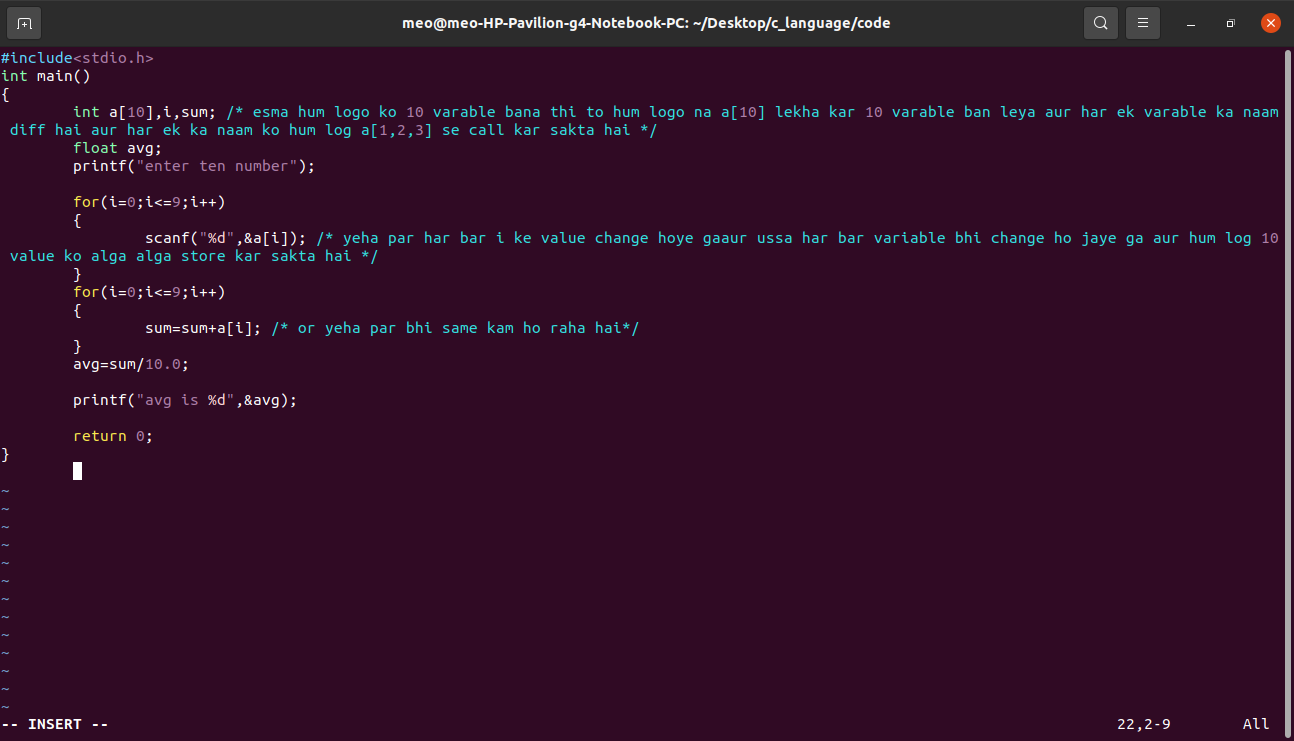 meo@meo-HP-Pavilion-g4-Notebook-PC: ~/Desktop/c_language/code
#include<stdio.h>
int main()
{
        int a[10],i,sum; /* esma hum logo ko 10 varable bana thi to hum logo na a[10] lekha kar 10 varable ban leya aur har ek varable ka naam
 diff hai aur har ek ka naam ko hum log a[1,2,3] se call kar sakta hai */
        float avg;
        printf("enter ten number");

        for(i=0;i<=9;i++)
        {
                scanf("%d",&a[i]); /* yeha par har bar i ke value change hoye gaaur ussa har bar variable bhi change ho jaye ga aur hum log 10
 value ko alga alga store kar sakta hai */
        }
        for(i=0;i<=9;i++)
        {
                sum=sum+a[i]; /* or yeha par bhi same kam ho raha hai*/
        }
        avg=sum/10.0;

        printf("avg is %d",&avg);

        return 0;
}

~
~
~
~
~
~
~
~
~
~
~
~
~
-- INSERT -- 22,2-9 All